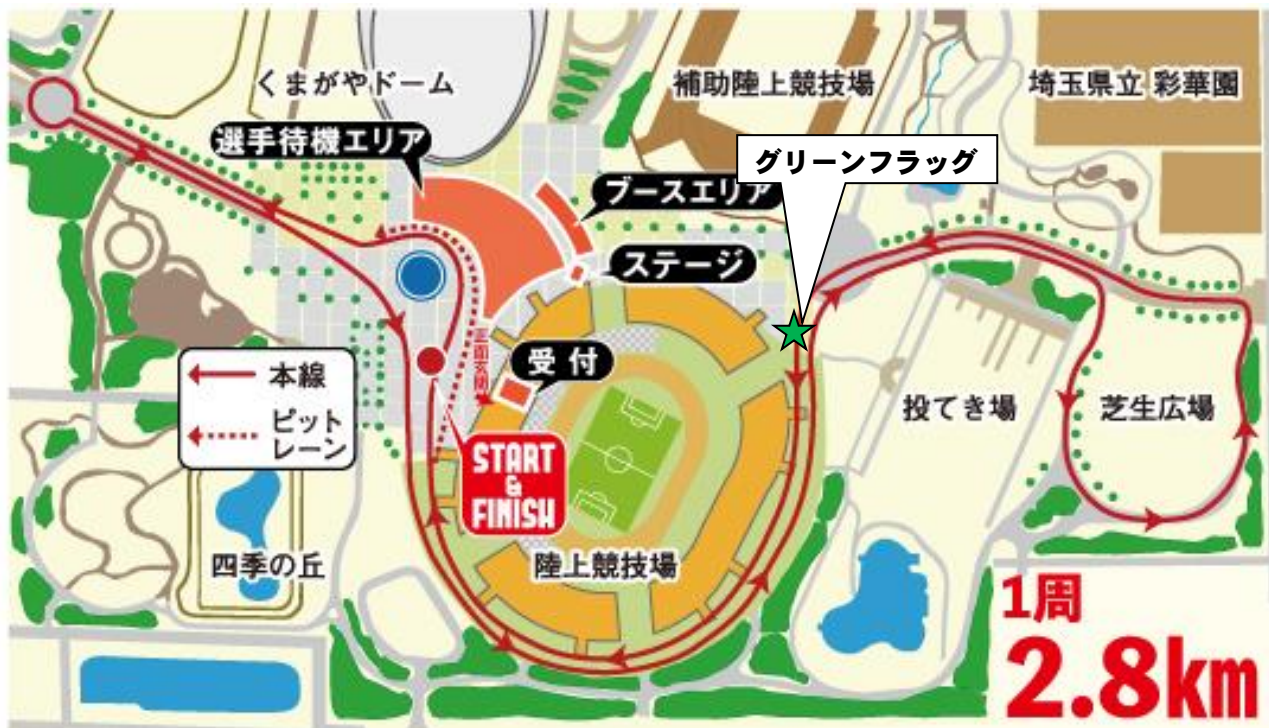 くまがやドーム
補助陸上競技場
埼玉県立 彩華園
選手待機エリア
グリーンフラッグ
ブースエリア
ステージ
正面玄関
受付
本線
ピット
レーン
投てき場
芝生広場
START
&
FINISH
四季の丘
陸上競技場
1周
2.8km